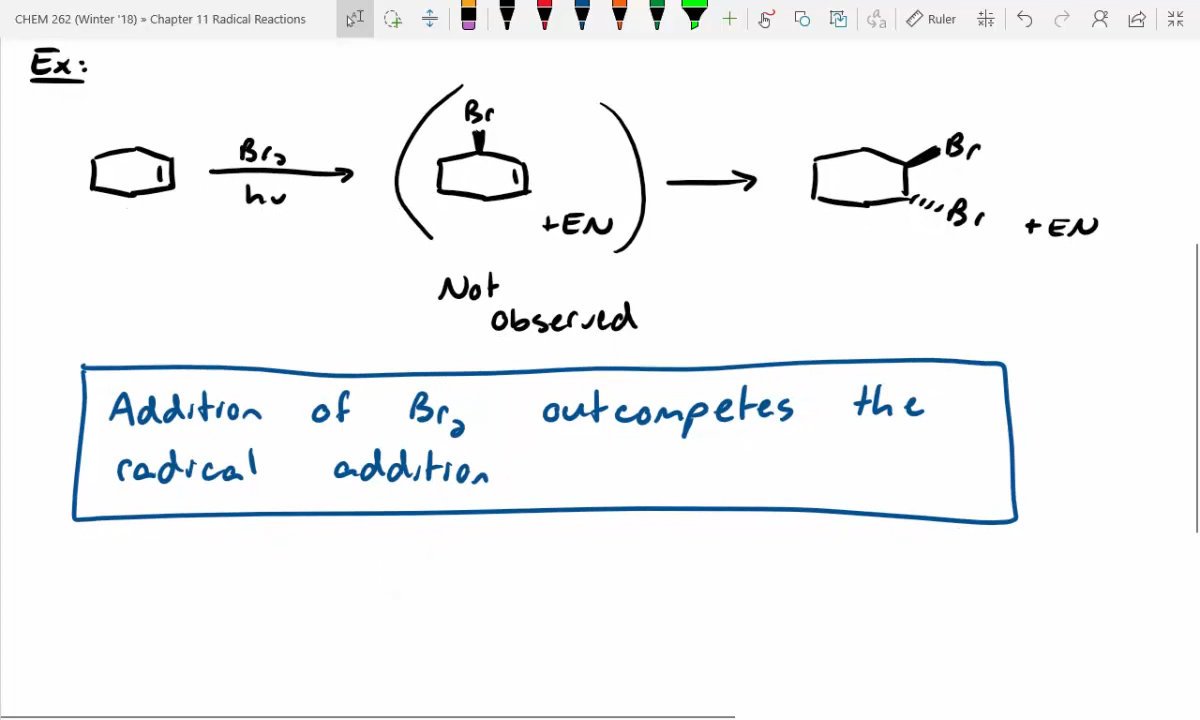 CHEM 262 (Winter '18) » Chapter 11 Radical Reactions
Ruler
Ex:
Br₂
hν
Br
+EN
Br
Br
+EN
Not
observed
Addition of Br₂ outcompetes the
radical addition